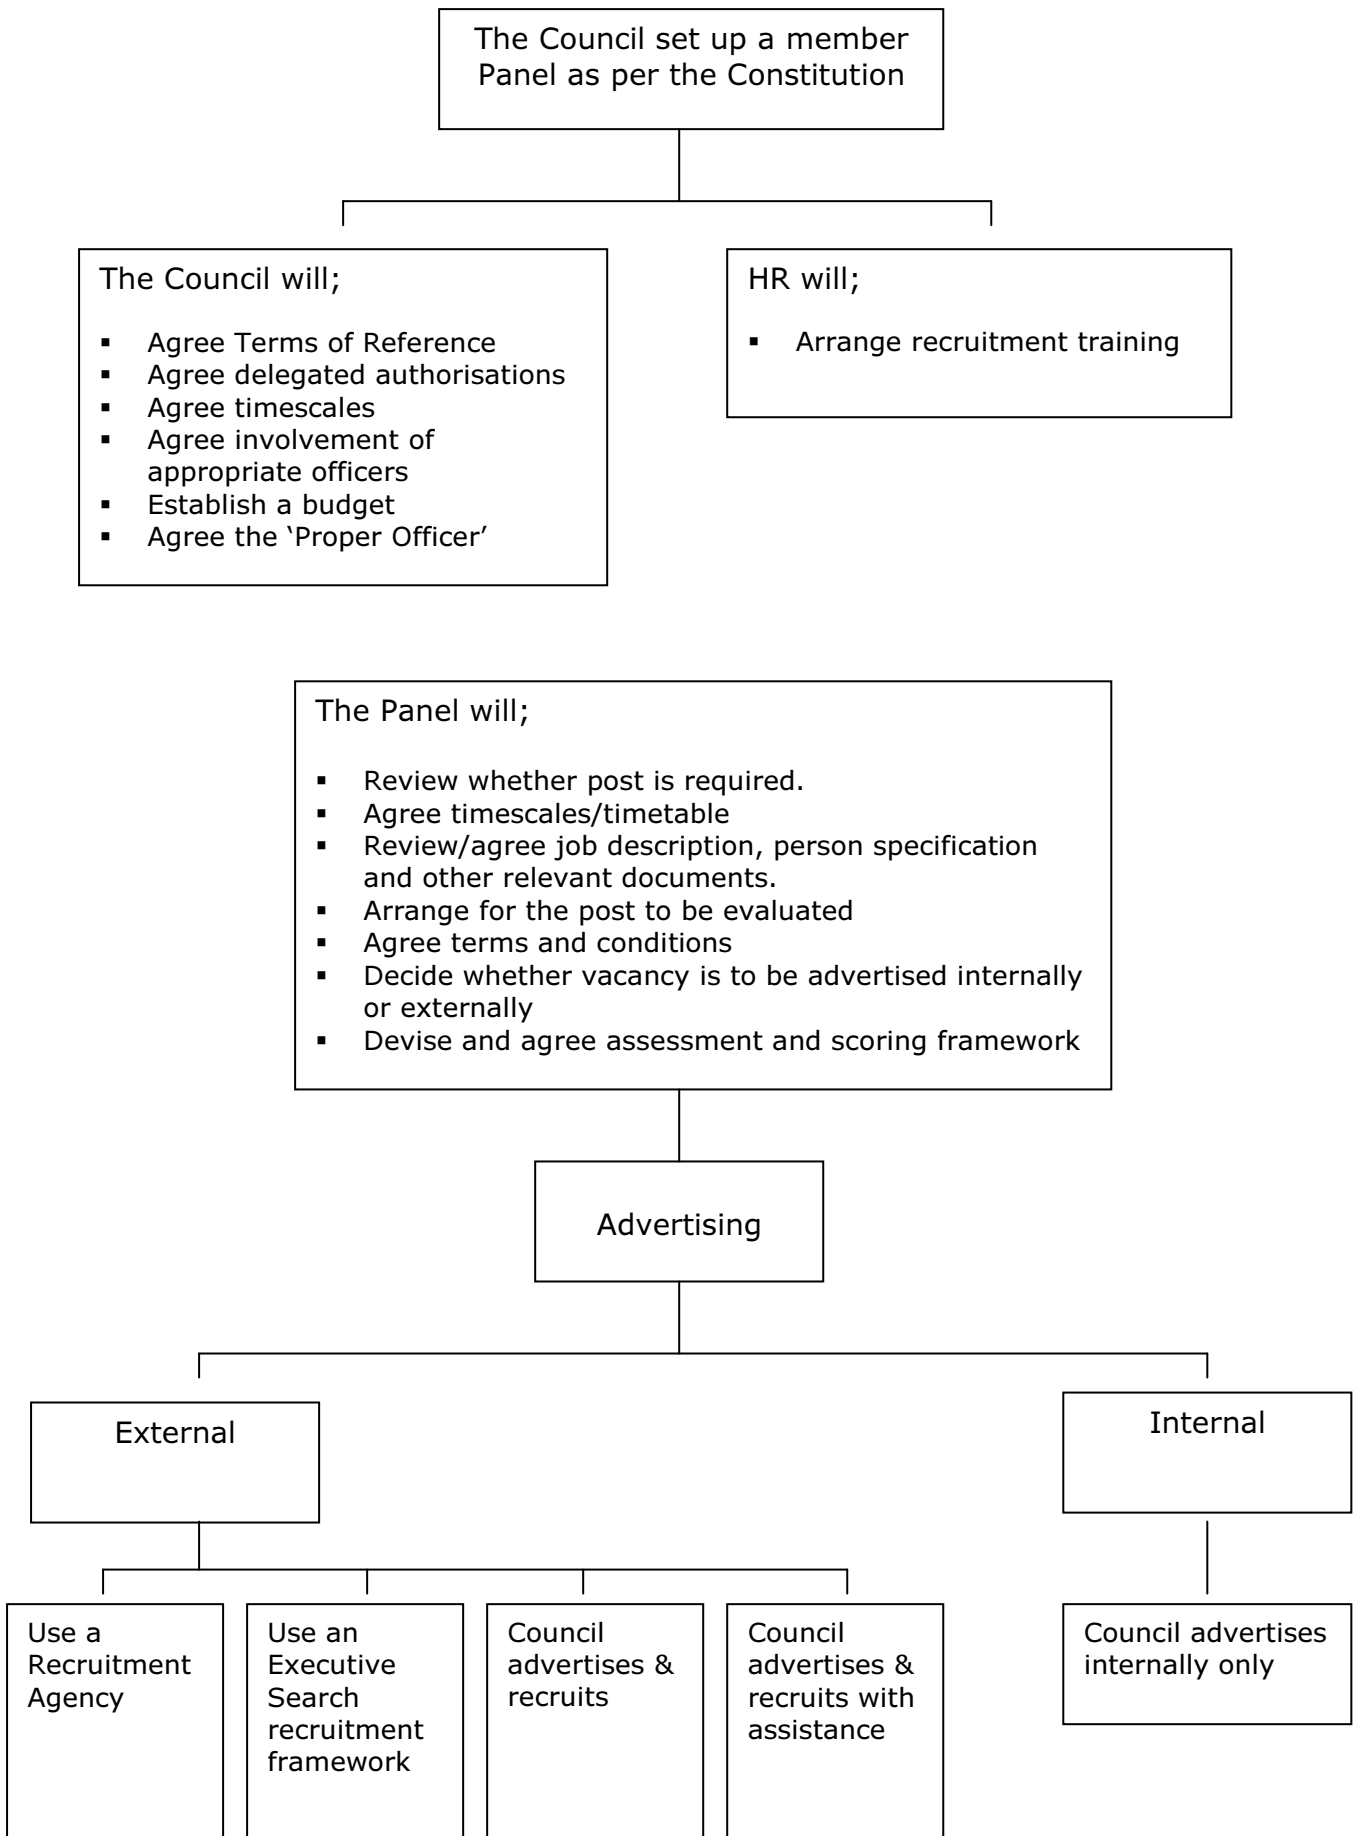 The Council set up a member
Panel as per the Constitution
The Council will;
▪ Agree Terms of Reference
▪ Agree delegated authorisations
▪ Agree timescales
▪ Agree involvement of
appropriate officers
▪ Establish a budget
▪ Agree the ‘Proper Officer’
HR will;
▪ Arrange recruitment training
The Panel will;
▪ Review whether post is required.
▪ Agree timescales/timetable
▪ Review/agree job description, person specification
and other relevant documents.
▪ Arrange for the post to be evaluated
▪ Agree terms and conditions
▪ Decide whether vacancy is to be advertised internally
or externally
▪ Devise and agree assessment and scoring framework
Advertising
External
Internal
Use a
Recruitment
Agency
Use an
Executive
Search
recruitment
framework
Council
advertises &
recruits
Council
advertises &
recruits with
assistance
Council advertises
internally only